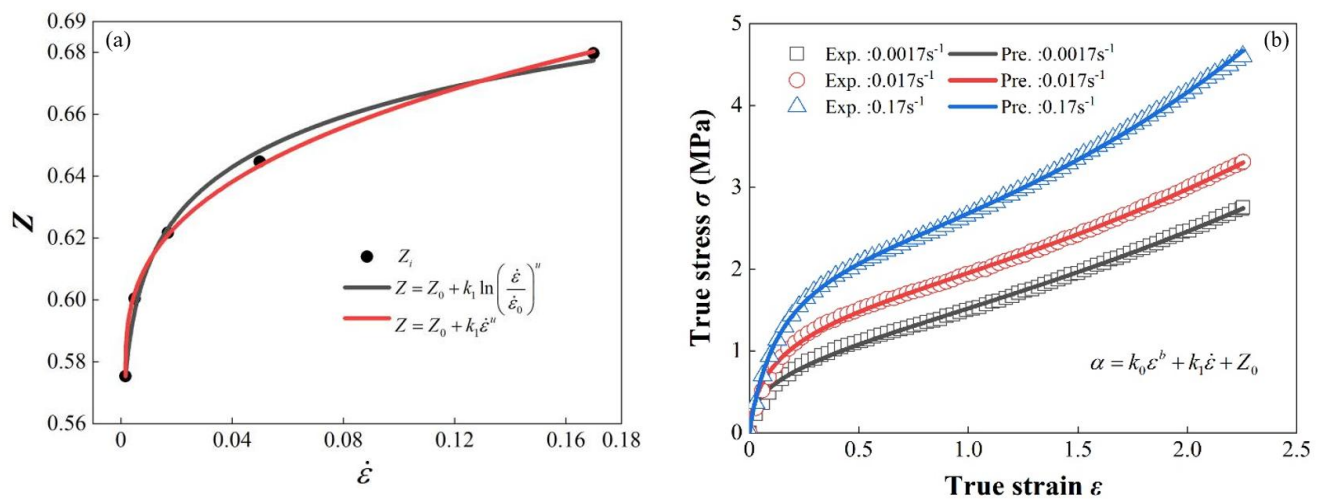 (a)
0.69
0.68
0.66
0.64
0.62
0.60
0.58
0.56
Z
0 0.04 0.08 0.12 0.16 0.18
ε̇
Z_i
Z = Z_0 + k_1 ln(ε̇/ε̇_0)^u
Z = Z_0 + k_1 ε̇^u
(b)
5
4
3
2
1
0
True stress σ (MPa)
Exp. :0.0017s⁻¹ Pre. :0.0017s⁻¹
Exp. :0.017s⁻¹ Pre. :0.017s⁻¹
Exp. :0.17s⁻¹ Pre. :0.17s⁻¹
α = k_0 ε^b + k_1 ε̇ + Z_0
0 0.5 1.0 1.5 2.0 2.5
True strain ε